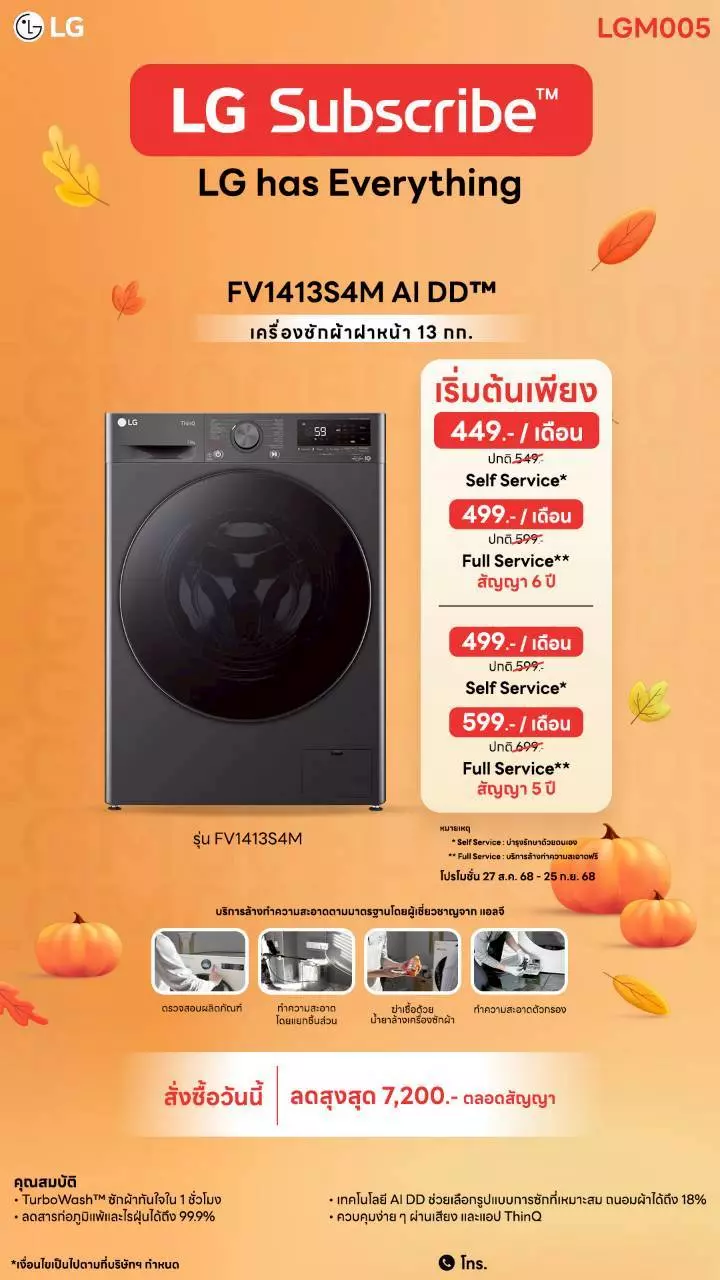 LG
LGM005
LG Subscribe™
LG has Everything
FV1413S4M AI DD™
เครื่องซักผ้าฝาหน้า 13 กก.
เริ่มต้นเพียง
449.- / เดือน
ปกติ 549.-
Self Service*
499.- / เดือน
ปกติ 599.-
Full Service**
สัญญา 6 ปี
499.- / เดือน
ปกติ 599.-
Self Service*
599.- / เดือน
ปกติ 699.-
Full Service**
สัญญา 5 ปี
LG
ThinQ
59
รุ่น FV1413S4M
หมายเหตุ
* Self Service : บำรุงรักษาด้วยตนเอง
** Full Service : บริการล้างทำความสะอาดฟรี
โปรโมชั่น 27 ส.ค. 68 - 25 ก.ย. 68
บริการล้างทำความสะอาดตามมาตรฐานโดยผู้เชี่ยวชาญจาก แอลจี
ตรวจสอบผลิตภัณฑ์
ทำความสะอาด
โดยแยกชิ้นส่วน
ฆ่าเชื้อด้วย
น้ำยาล้างเครื่องซักผ้า
ทำความสะอาดตัวกรอง
สั่งซื้อวันนี้
ลดสูงสุด 7,200.- ตลอดสัญญา
คุณสมบัติ
• TurboWash™ ซักผ้าทันใจใน 1 ชั่วโมง
• ลดสารก่อภูมิแพ้และไรฝุ่นได้ถึง 99.9%
• เทคโนโลยี AI DD ช่วยเลือกรูปแบบการซักที่เหมาะสม ถนอมผ้าได้ถึง 18%
• ควบคุมง่าย ๆ ผ่านเสียง และแอป ThinQ
*เงื่อนไขเป็นไปตามที่บริษัทฯ กำหนด
โทร.